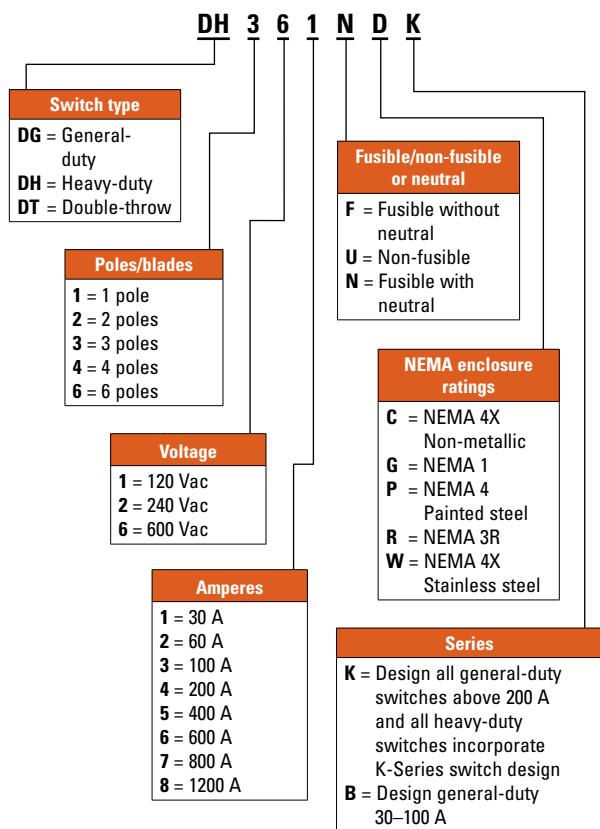 DH 3 6 1 N D K
Switch type
DG = General-
duty
DH = Heavy-duty
DT = Double-throw
Poles/blades
1 = 1 pole
2 = 2 poles
3 = 3 poles
4 = 4 poles
6 = 6 poles
Voltage
1 = 120 Vac
2 = 240 Vac
6 = 600 Vac
Amperes
1 = 30 A
2 = 60 A
3 = 100 A
4 = 200 A
5 = 400 A
6 = 600 A
7 = 800 A
8 = 1200 A
Fusible/non-fusible
or neutral
F = Fusible without
neutral
U = Non-fusible
N = Fusible with
neutral
NEMA enclosure
ratings
C = NEMA 4X
Non-metallic
G = NEMA 1
P = NEMA 4
Painted steel
R = NEMA 3R
W = NEMA 4X
Stainless steel
Series
K = Design all general-duty
switches above 200 A
and all heavy-duty
switches incorporate
K-Series switch design
B = Design general-duty
30–100 A